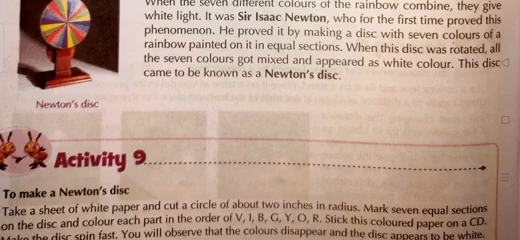 When the seven different colours of the rainbow combine, they give
white light. It was Sir Isaac Newton, who for the first time proved this
phenomenon. He proved it by making a disc with seven colours of a
rainbow painted on it in equal sections. When this disc was rotated, all
the seven colours got mixed and appeared as white colour. This disc
came to be known as a Newton's disc.
Newton's disc
Activity 9
To make a Newton's disc
Take a sheet of white paper and cut a circle of about two inches in radius. Mark seven equal sections
on the disc and colour each part in the order of V, I, B, G, Y, O, R. Stick this coloured paper on a CD.
Make the disc spin fast. You will observe that the colours disappear and the disc appears to be white.